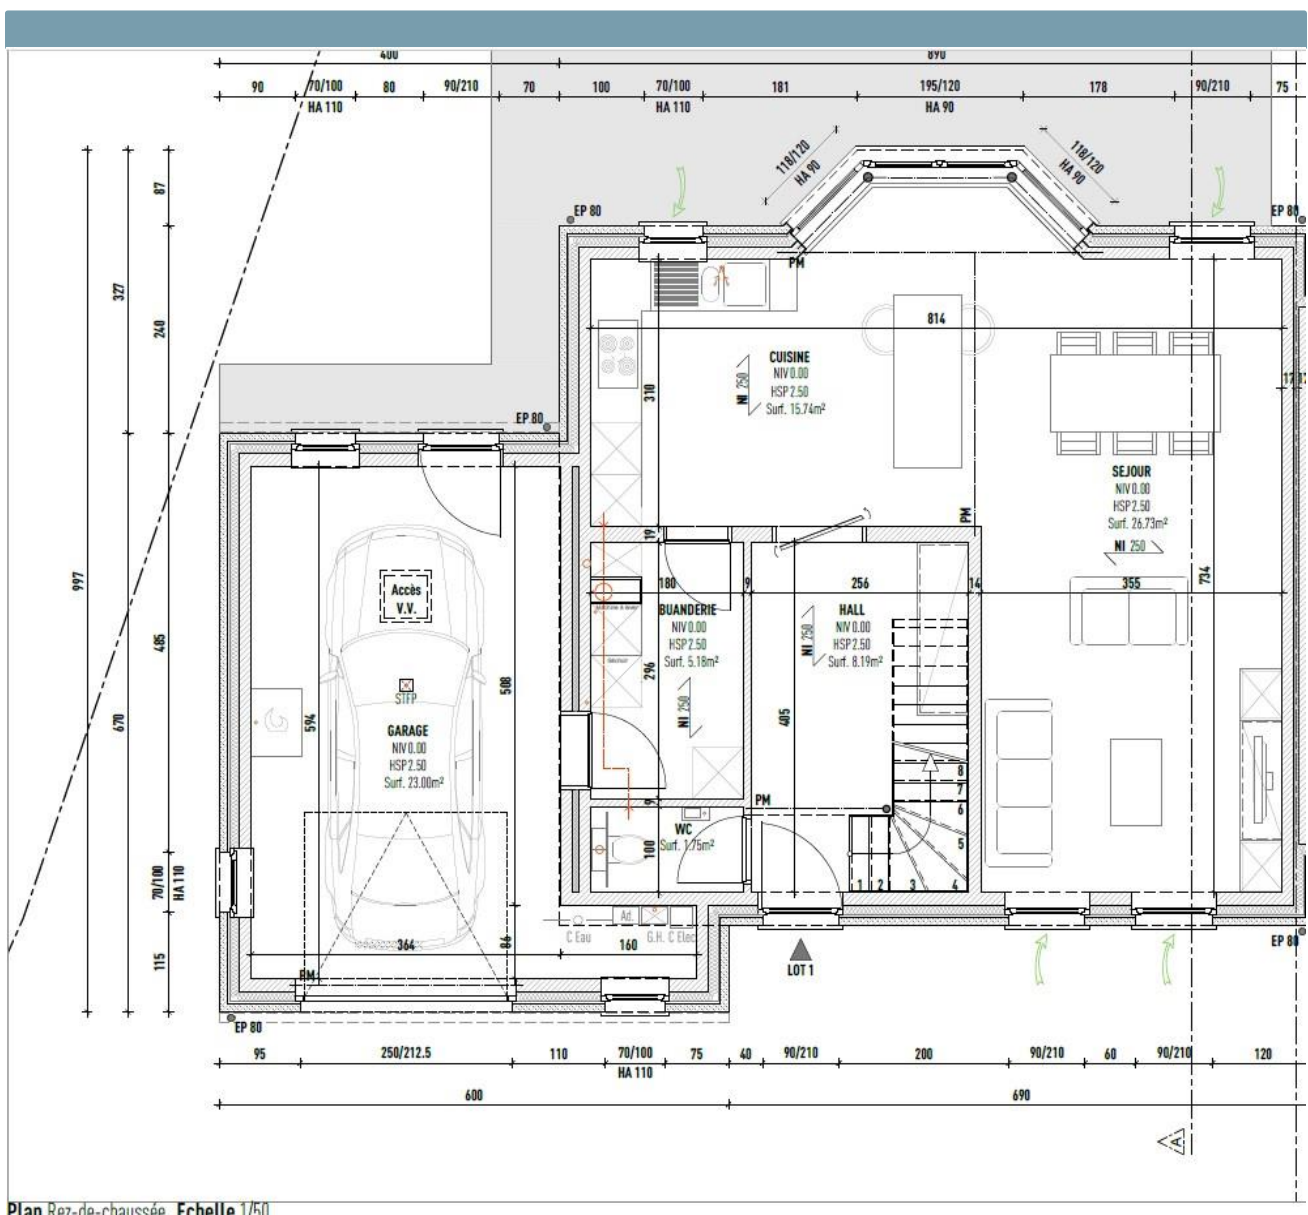 400 890
90 70/100 80 90/210 70 100 70/100 181 195/120 178 90/210 75
HA 110 HA 110 HA 90
118/120
HA 90
118/120
HA 90
87
EP 80
EP 80
PM
327
240
814
CUISINE
NIV 0.00
HSP 2.50
Surf. 15.74m²
NI 250
310
EP 80
SEJOUR
NIV 0.00
HSP 2.50
Surf. 26.73m²
NI 250
PM
19
997
Accès
V.V.
180 9 256 14 355
734
BUANDERIE
NIV 0.00
HSP 2.50
Surf. 5.18m²
NI 250
HALL
NIV 0.00
HSP 2.50
Surf. 8.19m²
NI 250
485
296
508
STFP
594
405
670
GARAGE
NIV 0.00
HSP 2.50
Surf. 23.00m²
8
7
6
5
9
PM
WC
Surf. 1.75m²
100
70/100
HA 110
1 2 3 4
Ad.
C Eau G.H. C Elec
86
364 160
115
LOT 1
EP 80
PM
EP 80
95 250/212.5 110 70/100 75 40 90/210 200 90/210 60 90/210 120
HA 110
600 690
A
Plan Rez-de-chaussée Echelle 1/50